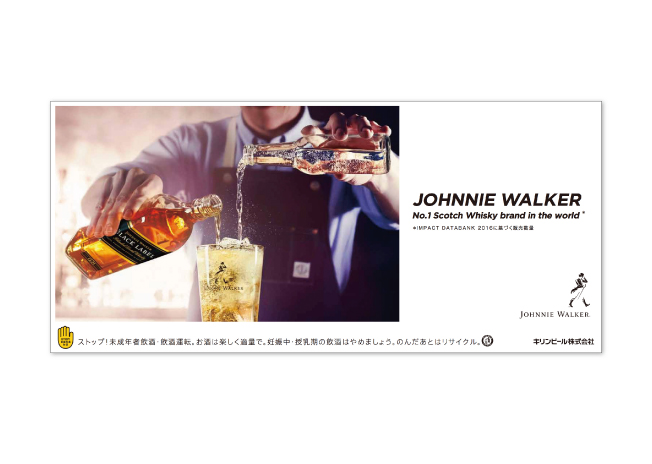 JOHNNIE WALKER
No.1 Scotch Whisky brand in the world*
※IMPACT DATABANK 2016に基づく販売数量
LACK LABEL
JOHNNIE WALKER
JOHNNIE WALKER.
ストップ!未成年者飲酒・飲酒運転。お酒は楽しく適量で。妊娠中・授乳期の飲酒はやめましょう。のんだあとはリサイクル。
キリンビール株式会社